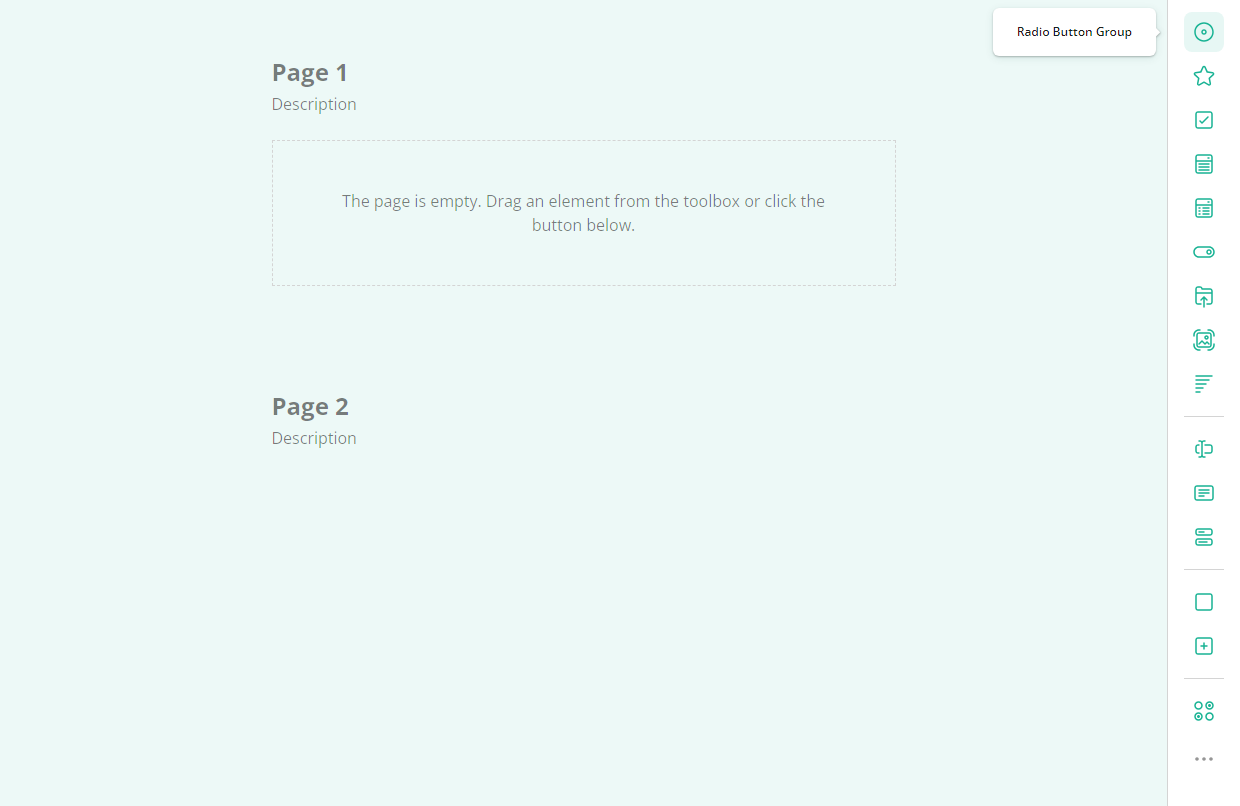 Radio Button Group
Page 1
Description
The page is empty. Drag an element from the toolbox or click the
button below.
Page 2
Description